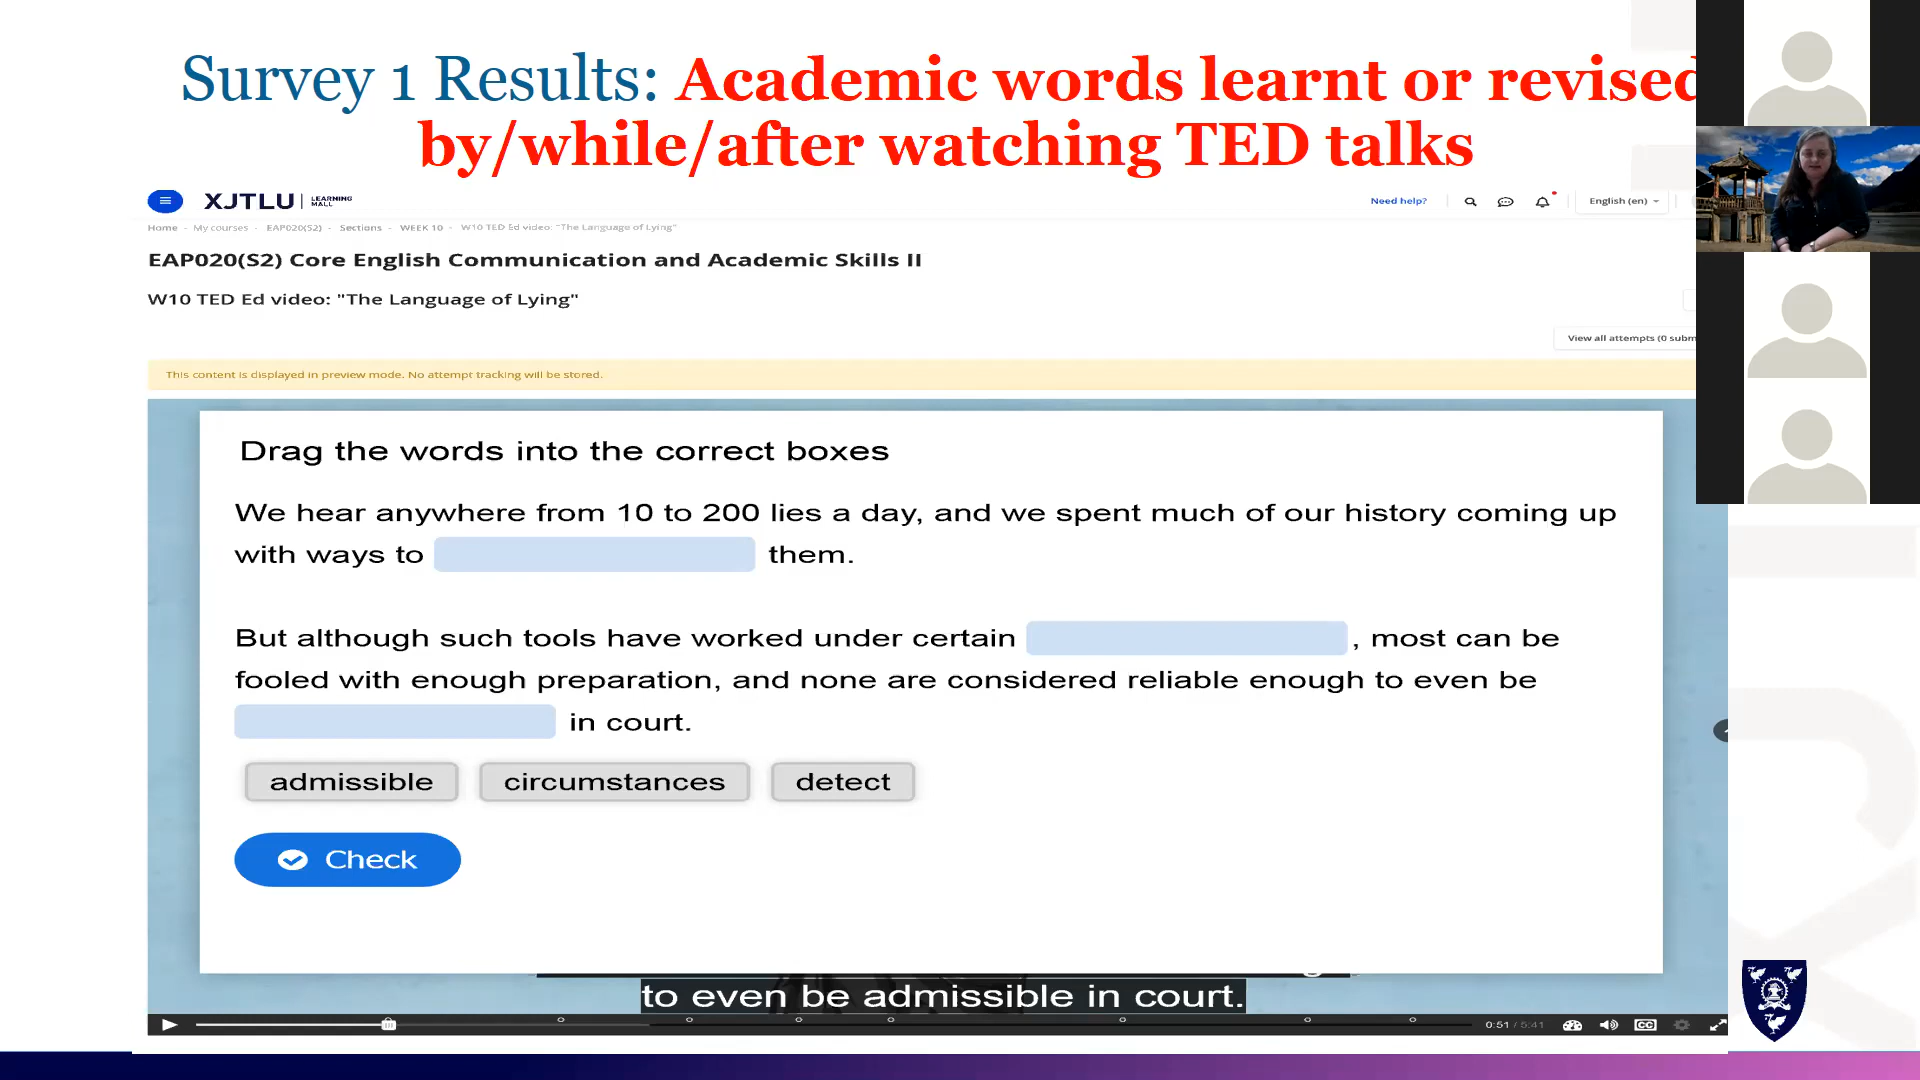 Survey 1 Results: Academic words learnt or revised
by/while/after watching TED talks
XJTLU | LEARNING MALL
Need help?
English (en)
Home - My courses - EAP020(S2) - Sections - WEEK 10 - W10 TED Ed video: "The Language of Lying"
EAP020(S2) Core English Communication and Academic Skills II
W10 TED Ed video: "The Language of Lying"
View all attempts (0 subm
This content is displayed in preview mode. No attempt tracking will be stored.
Drag the words into the correct boxes
We hear anywhere from 10 to 200 lies a day, and we spent much of our history coming up
with ways to them.
But although such tools have worked under certain , most can be
fooled with enough preparation, and none are considered reliable enough to even be
in court.
admissible circumstances detect
Check
to even be admissible in court.
0:51 / 5:41
CC